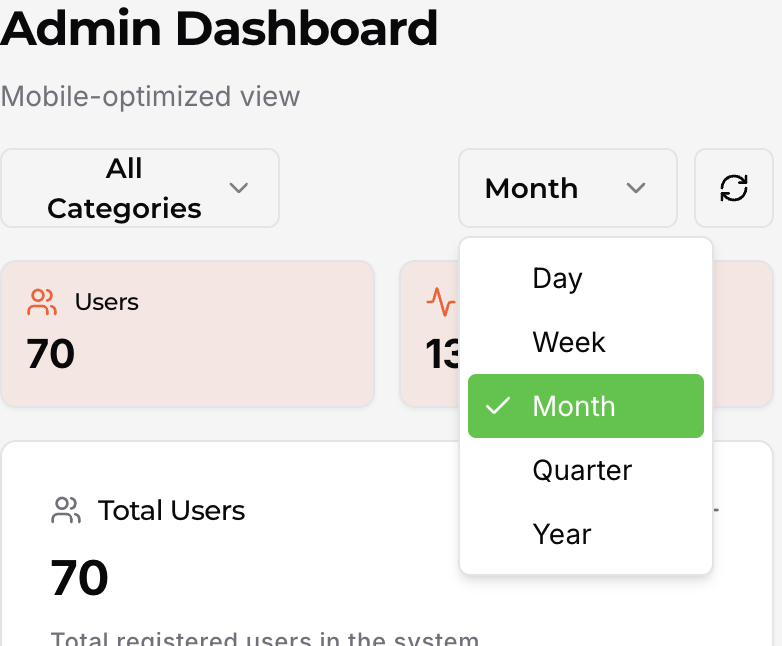 Admin Dashboard
Mobile-optimized view
All
Categories
Month
Day
Week
Month
Quarter
Year
Users
70
13
Total Users
70
Total registered users in the system